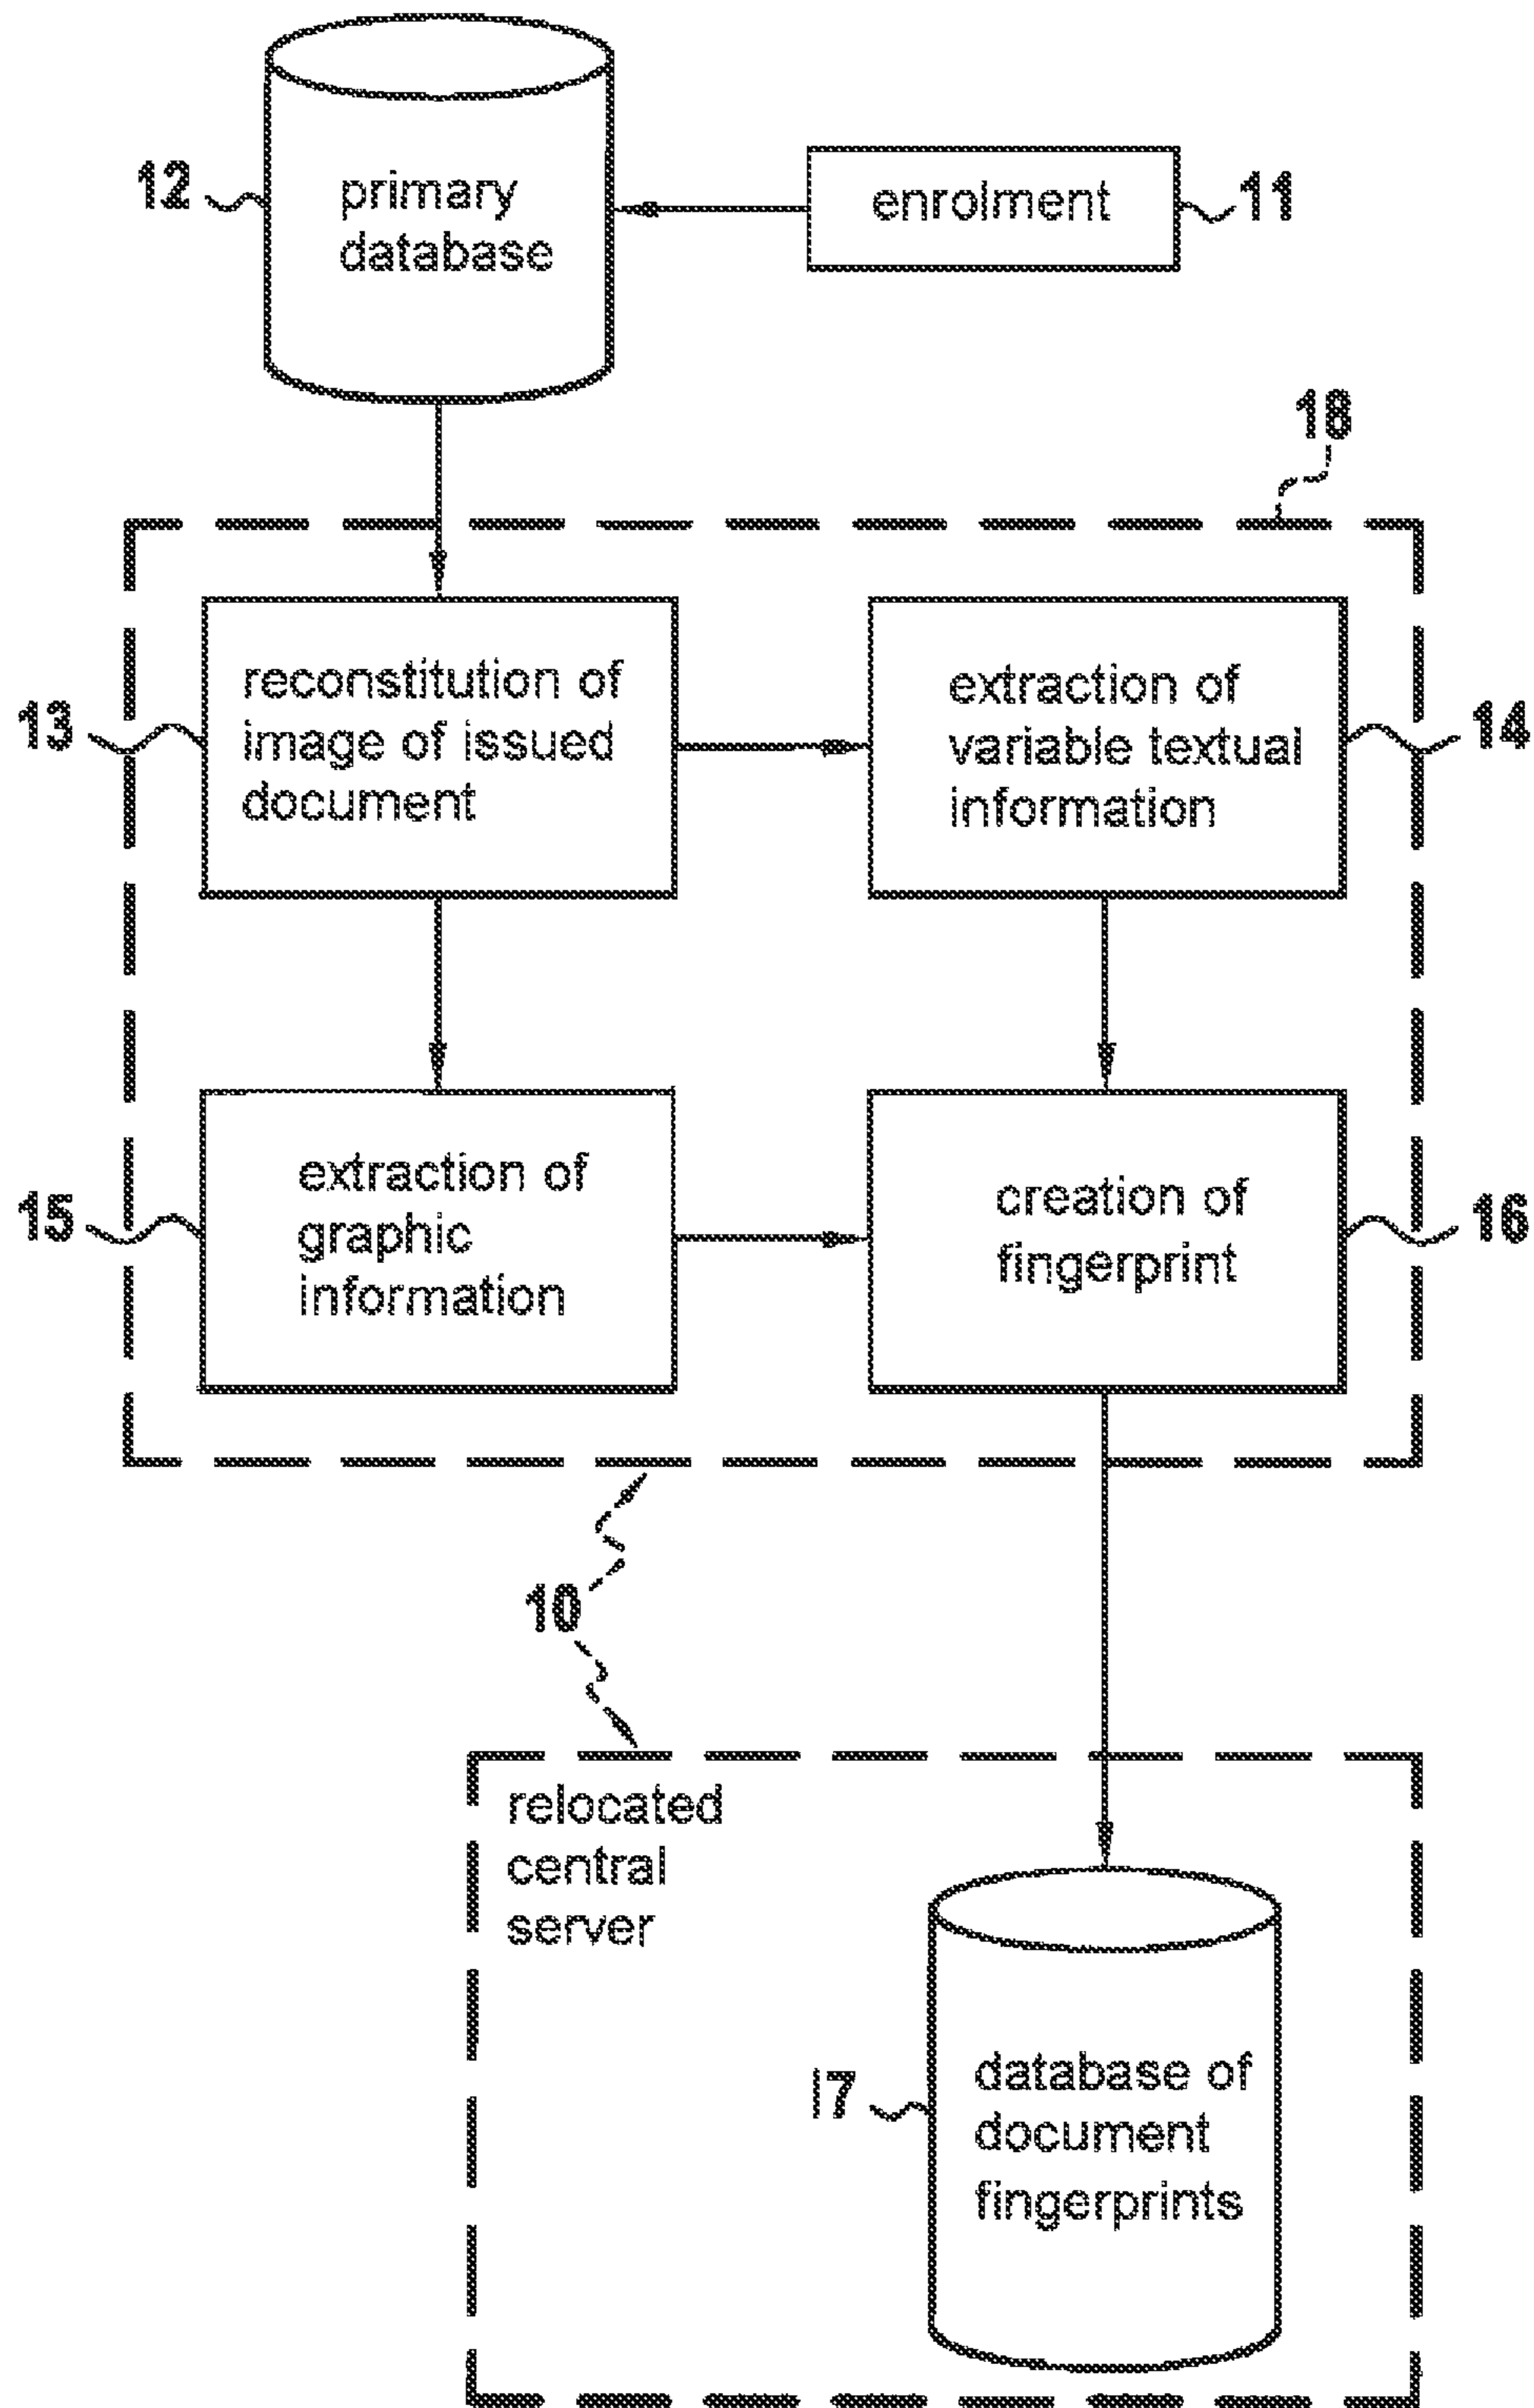 12
primary
database
enrolment
11
18
13
reconstitution of
image of issued
document
extraction of
variable textual
information
14
15
extraction of
graphic
information
creation of
fingerprint
16
10
relocated
central
server
17
database of
document
fingerprints